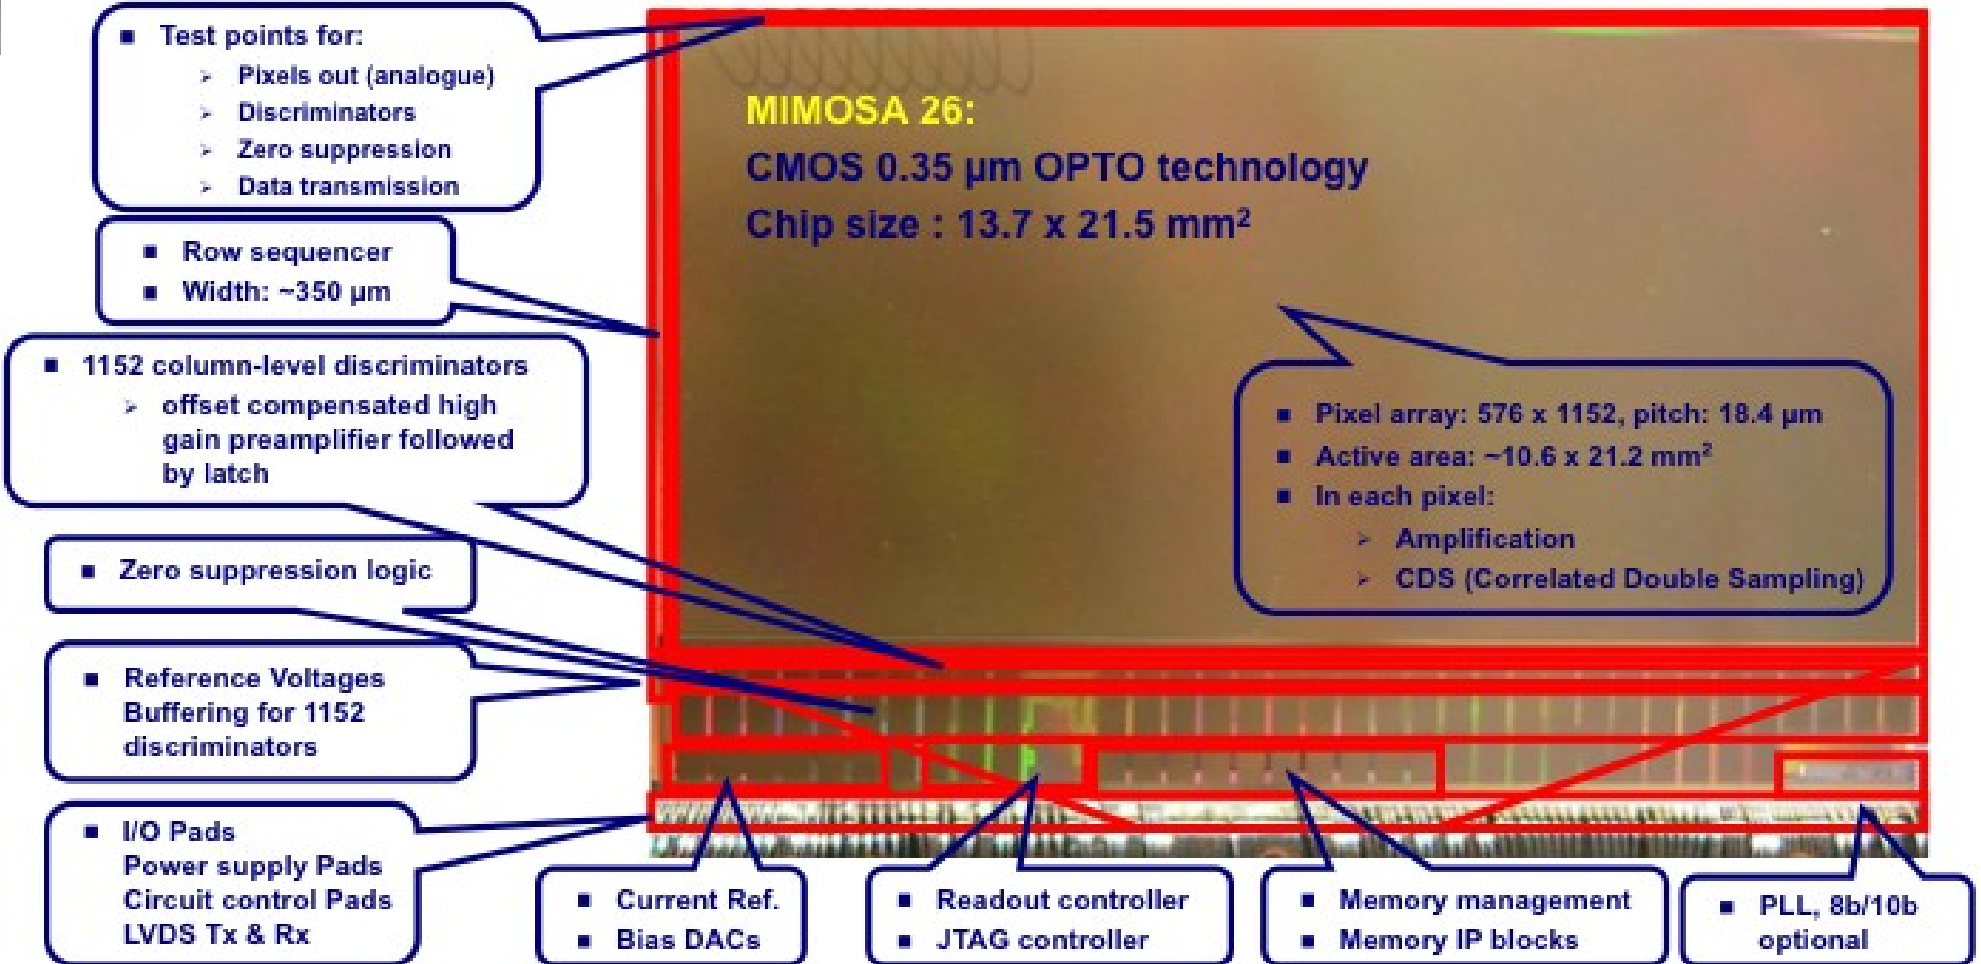 ■ Test points for:
➢ Pixels out (analogue)
➢ Discriminators
➢ Zero suppression
➢ Data transmission
■ Row sequencer
■ Width: ~350 µm
■ 1152 column-level discriminators
➢ offset compensated high
gain preamplifier followed
by latch
■ Zero suppression logic
■ Reference Voltages
Buffering for 1152
discriminators
■ I/O Pads
Power supply Pads
Circuit control Pads
LVDS Tx & Rx
MIMOSA 26:
CMOS 0.35 µm OPTO technology
Chip size : 13.7 x 21.5 mm²
■ Pixel array: 576 x 1152, pitch: 18.4 µm
■ Active area: ~10.6 x 21.2 mm²
■ In each pixel:
➢ Amplification
➢ CDS (Correlated Double Sampling)
■ Current Ref.
■ Bias DACs
■ Readout controller
■ JTAG controller
■ Memory management
■ Memory IP blocks
■ PLL, 8b/10b
optional